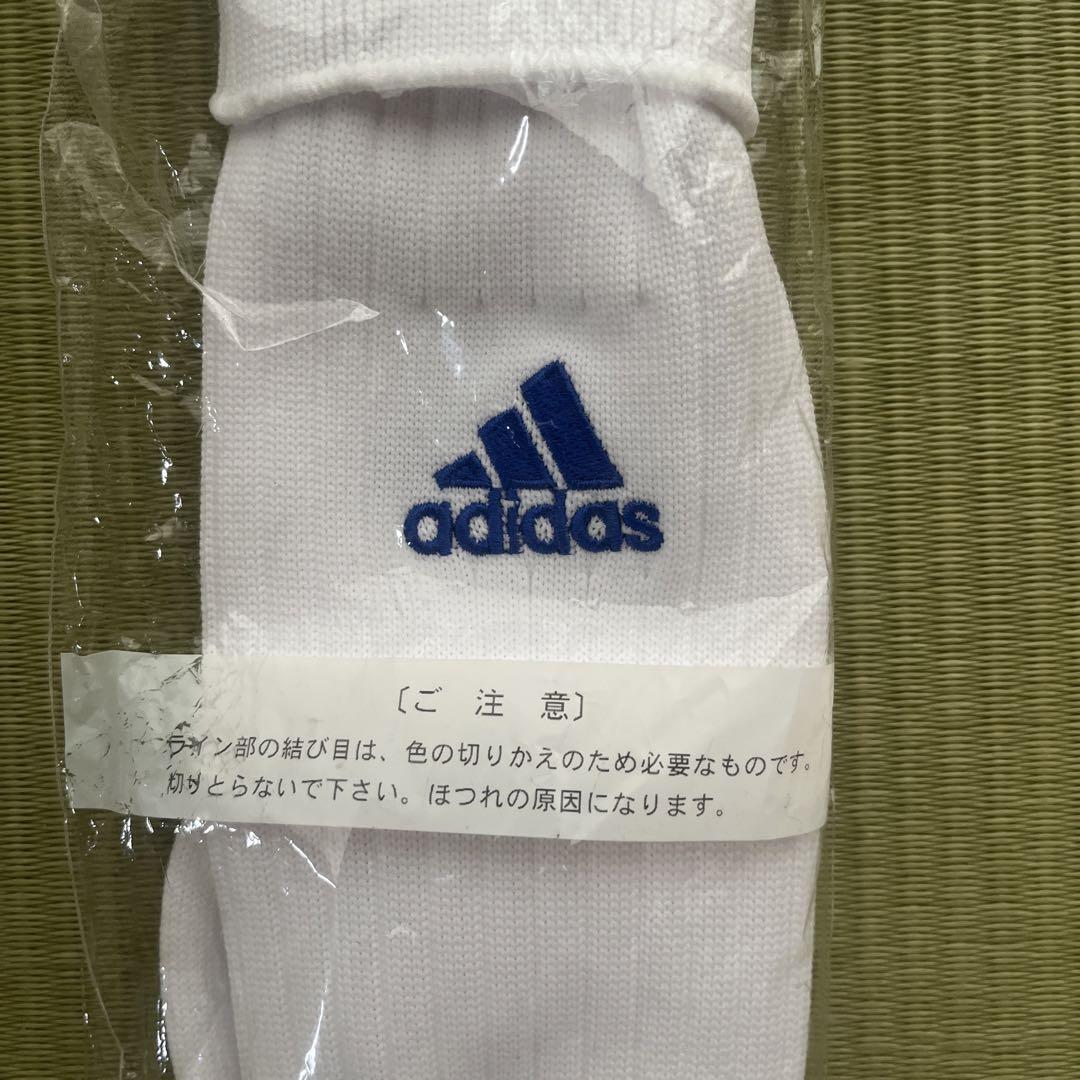 adidas
〔ご注意〕
ライン部の結び目は、色の切りかえのため必要なものです。
切りとらないで下さい。ほつれの原因になります。